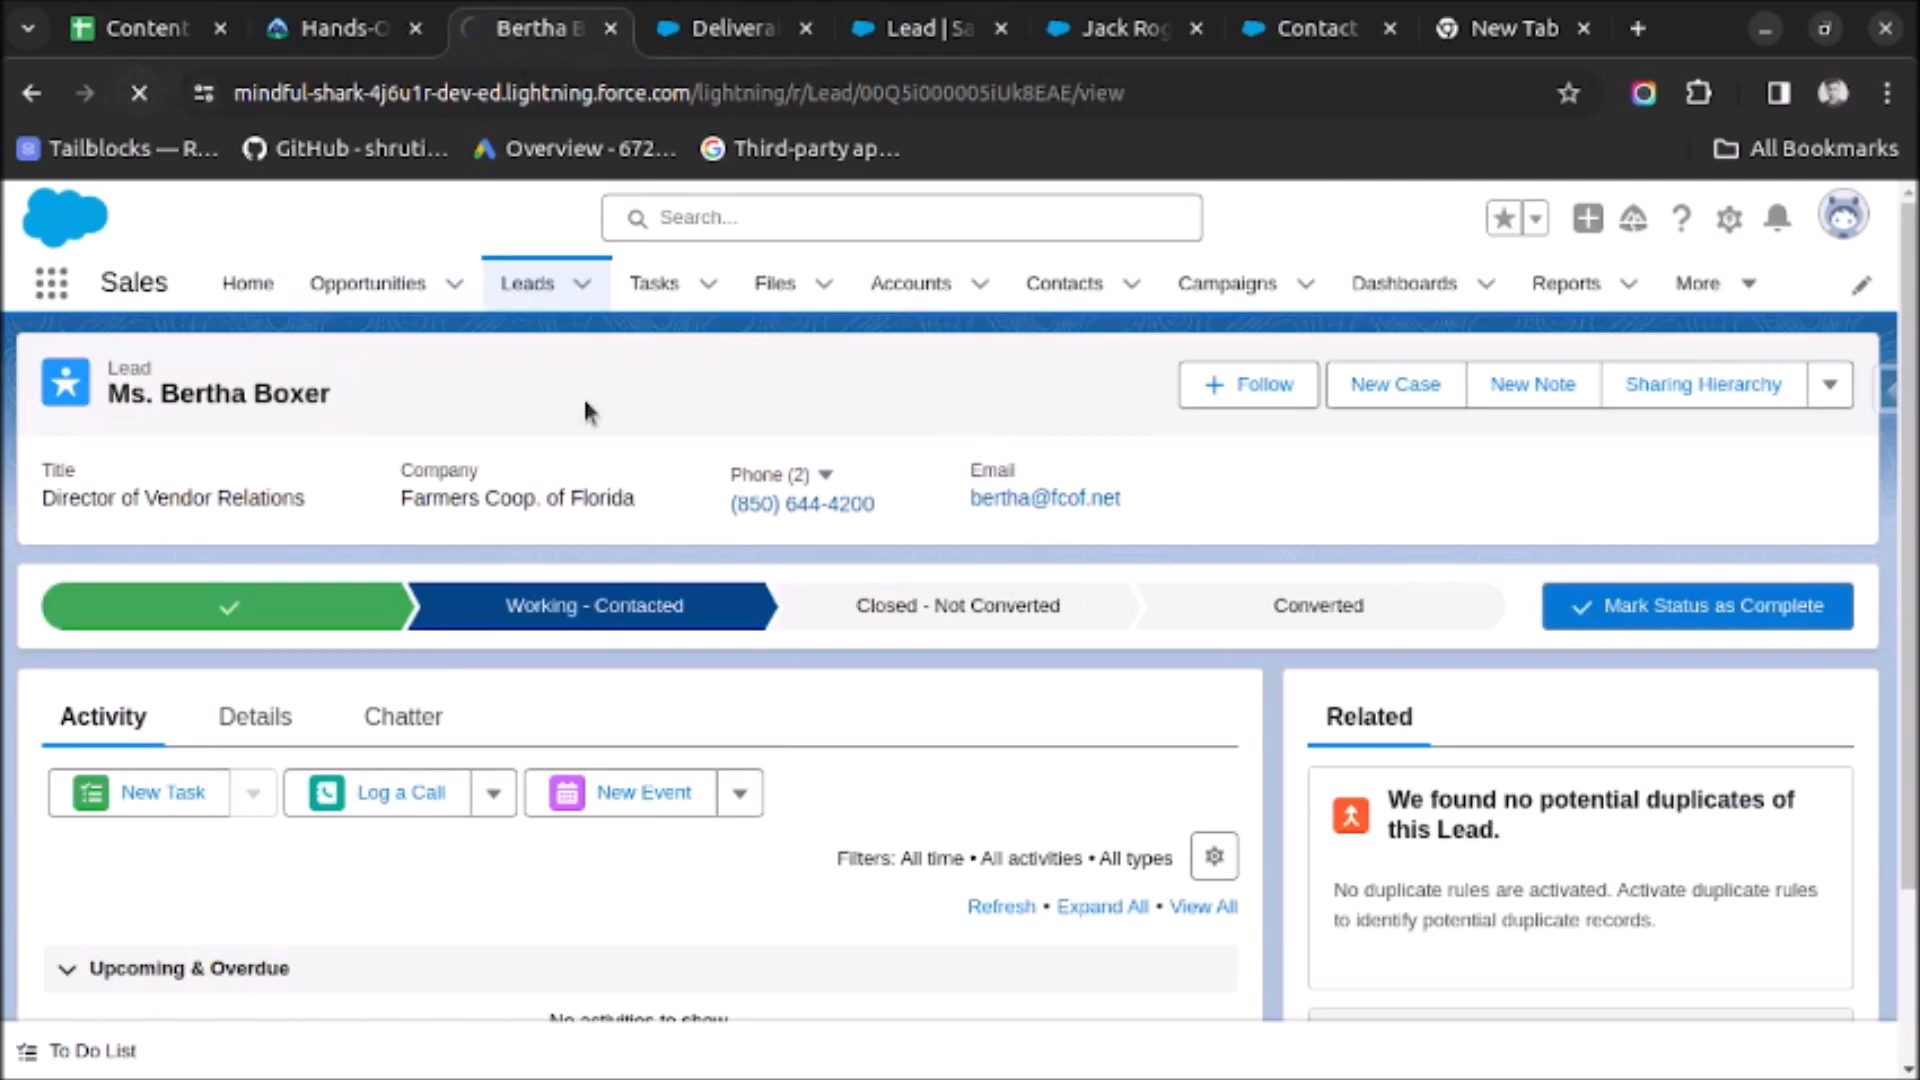 Content
Hands-O
Bertha B
Delivera
Lead | Sa
Jack Rog
Contact
New Tab
mindful-shark-4j6u1r-dev-ed.lightning.force.com/lightning/r/Lead/00Q5i000005iUk8EAE/view
Tailblocks — R...
GitHub - shruti...
Overview - 672...
Third-party ap...
All Bookmarks
Search...
Sales
Home
Opportunities
Leads
Tasks
Files
Accounts
Contacts
Campaigns
Dashboards
Reports
More
Lead
Ms. Bertha Boxer
Follow
New Case
New Note
Sharing Hierarchy
Title
Director of Vendor Relations
Company
Farmers Coop. of Florida
Phone (2)
(850) 644-4200
Email
bertha@fcof.net
Working - Contacted
Closed - Not Converted
Converted
Mark Status as Complete
Activity
Details
Chatter
New Task
Log a Call
New Event
Filters: All time • All activities • All types
Refresh • Expand All • View All
Upcoming & Overdue
No activities to show
Related
We found no potential duplicates of
this Lead.
No duplicate rules are activated. Activate duplicate rules
to identify potential duplicate records.
To Do List